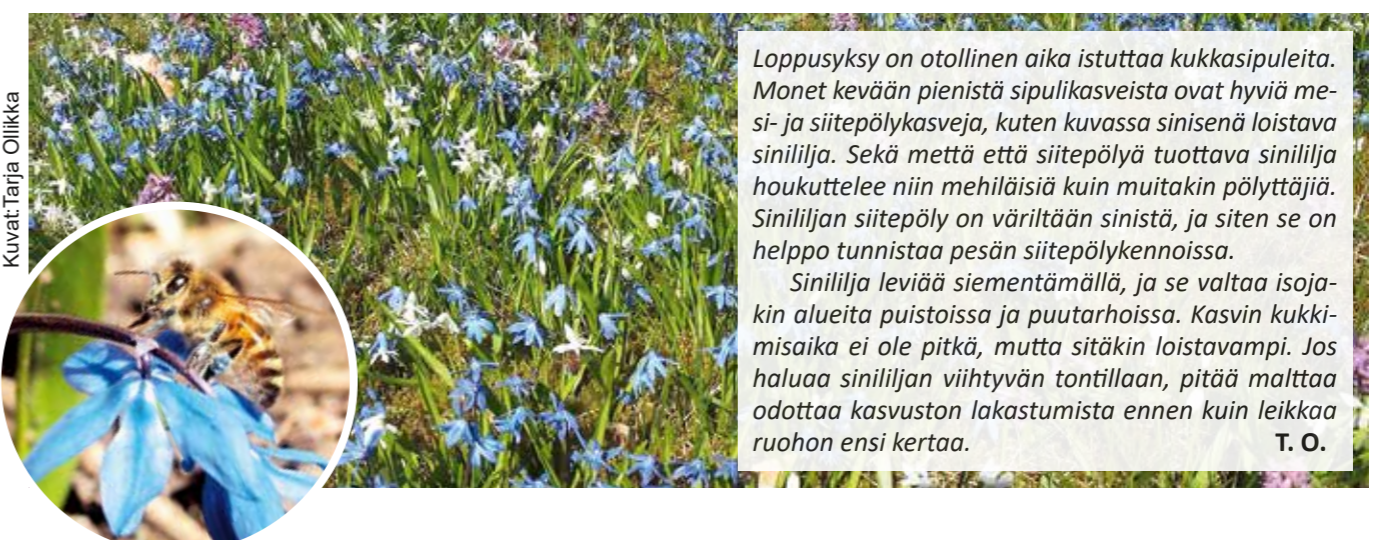 Kuvat:Tarja Ollikka
Loppusyksy on otollinen aika istuttaa kukkasipuleita.
Monet kevään pienistä sipulikasveista ovat hyviä me-
si- ja siitepölykasveja, kuten kuvassa sinisenä loistava
sinililja. Sekä mettä että siitepölyä tuottava sinililja
houkuttelee niin mehiläisiä kuin muitakin pölyttäjiä.
Sinililjan siitepöly on väriltään sinistä, ja siten se on
helppo tunnistaa pesän siitepölykennoissa.
Sinililja leviää siementämällä, ja se valtaa isoja-
kin alueita puistoissa ja puutarhoissa. Kasvin kukki-
misaika ei ole pitkä, mutta sitäkin loistavampi. Jos
haluaa sinililjan viihtyvän tontillaan, pitää malttaa
odottaa kasvuston lakastumista ennen kuin leikkaa
ruohon ensi kertaa. T. O.